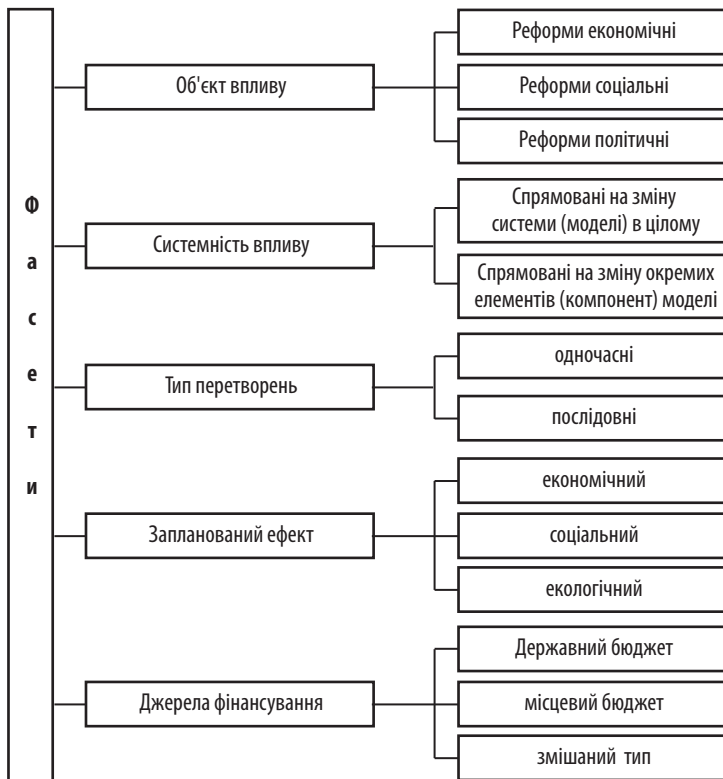 Фасети
Об'єкт впливу
Реформи економічні
Реформи соціальні
Реформи політичні
Системність впливу
Спрямовані на зміну
системи (моделі) в цілому
Спрямовані на зміну окремих
елементів (компонент) моделі
Тип перетворень
одночасні
послідовні
Запланований ефект
економічний
соціальний
екологічний
Джерела фінансування
Державний бюджет
місцевий бюджет
змішаний тип